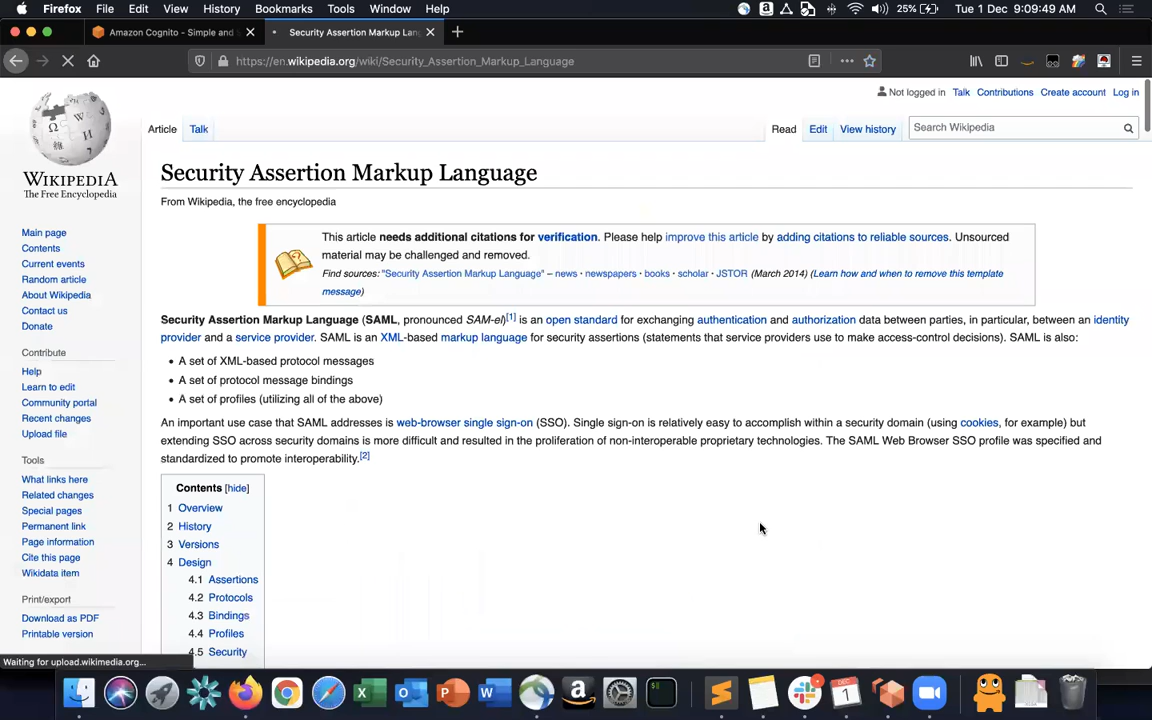 Firefox File Edit View History Bookmarks Tools Window Help 25% Tue 1 Dec 9:09:49 AM
Amazon Cognito - Simple and Security Assertion Markup Lan
https://en.wikipedia.org/wiki/Security_Assertion_Markup_Language
Not logged in Talk Contributions Create account Log in
Article Talk Read Edit View history Search Wikipedia
WIKIPEDIA
The Free Encyclopedia
Main page
Contents
Current events
Random article
About Wikipedia
Contact us
Donate
Contribute
Help
Learn to edit
Community portal
Recent changes
Upload file
Tools
What links here
Related changes
Special pages
Permanent link
Page information
Cite this page
Wikidata item
Print/export
Download as PDF
Printable version
Security Assertion Markup Language
From Wikipedia, the free encyclopedia
This article needs additional citations for verification. Please help improve this article by adding citations to reliable sources. Unsourced
material may be challenged and removed.
Find sources: "Security Assertion Markup Language" – news · newspapers · books · scholar · JSTOR (March 2014) (Learn how and when to remove this template
message)
Security Assertion Markup Language (SAML, pronounced SAM-el)[1] is an open standard for exchanging authentication and authorization data between parties, in particular, between an identity
provider and a service provider. SAML is an XML-based markup language for security assertions (statements that service providers use to make access-control decisions). SAML is also:
• A set of XML-based protocol messages
• A set of protocol message bindings
• A set of profiles (utilizing all of the above)
An important use case that SAML addresses is web-browser single sign-on (SSO). Single sign-on is relatively easy to accomplish within a security domain (using cookies, for example) but
extending SSO across security domains is more difficult and resulted in the proliferation of non-interoperable proprietary technologies. The SAML Web Browser SSO profile was specified and
standardized to promote interoperability.[2]
Contents [hide]
1 Overview
2 History
3 Versions
4 Design
4.1 Assertions
4.2 Protocols
4.3 Bindings
4.4 Profiles
4.5 Security
Waiting for upload.wikimedia.org...